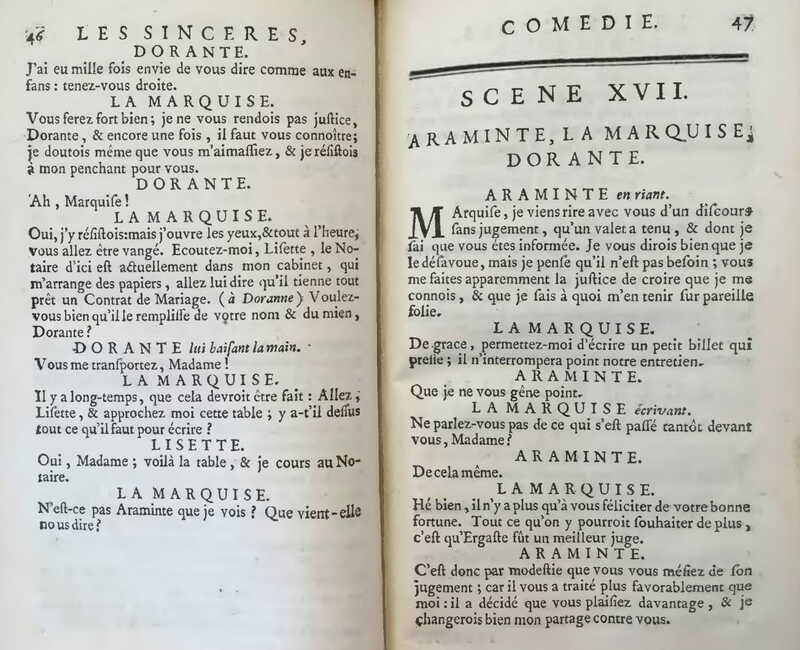 46 LES SINCERES,
DORANTE.
J'ai eu mille fois envie de vous dire comme aux en-
fans : tenez-vous droite.
LA MARQUISE.
Vous ferez fort bien ; je ne vous rendois pas juſtice,
Dorante , & encore une fois , il faut vous connoître;
je doutois même que vous m'aimaſſiez , & je réſiſtois
à mon penchant pour vous.
DORANTE.
Ah , Marquiſe !
LA MARQUISE.
Oui, j'y réſiſtois:mais j'ouvre les yeux,&tout à l'heure,
vous allez être vangé. Ecoutez-moi , Liſette , le No-
taire d'ici eſt actuellement dans mon cabinet , qui
m'arrange des papiers , allez lui dire qu'il tienne tout
prêt un Contrat de Mariage. ( à Doranne ) Voulez-
vous bien qu'il le rempliſſe de votre nom & du mien ,
Dorante ?
DORANTE lui baiſant la main.
Vous me tranſportez , Madame !
LA MARQUISE.
Il y a long-temps, que cela devroit être fait : Allez ,
Liſette , & approchez moi cette table ; y a-t'il deſſus
tout ce qu'il faut pour écrire ?
LISETTE.
Oui , Madame ; voilà la table , & je cours au No-
taire.
LA MARQUISE.
N'eſt-ce pas Araminte que je vois ? Que vient-elle
nous dire ?
COMEDIE. 47
SCENE XVII.
ARAMINTE, LA MARQUISE,
DORANTE.
ARAMINTE en riant.
MArquiſe , je viens rire avec vous d'un diſcours
ſans jugement , qu'un valet a tenu , & dont je
ſai que vous étes informée. Je vous dirois bien que je
le déſavoue, mais je penſe qu'il n'eſt pas beſoin ; vous
me faites apparemment la juſtice de croire que je me
connois , & que je ſais à quoi m'en tenir ſur pareille
folie.
LA MARQUISE.
De grace , permettez-moi d'écrire un petit billet qui
preſſe ; il n'interrompera point notre entretien.
ARAMINTE.
Que je ne vous gêne point.
LA MARQUISE écrivant.
Ne parlez-vous pas de ce qui s'eſt paſſé tantôt devant
vous , Madame ?
ARAMINTE.
De cela même.
LA MARQUISE.
Hé bien , il n'y a plus qu'à vous féliciter de votre bonne
fortune. Tout ce qu'on y pourroit ſouhaiter de plus ,
c'eſt qu'Ergaſte fût un meilleur juge.
ARAMINTE.
C'eſt donc par modeſtie que vous vous méfiez de ſon
jugement ; car il vous a traité plus favorablement que
moi : il a décidé que vous plaiſiez davantage , & je
changerois bien mon partage contre vous.